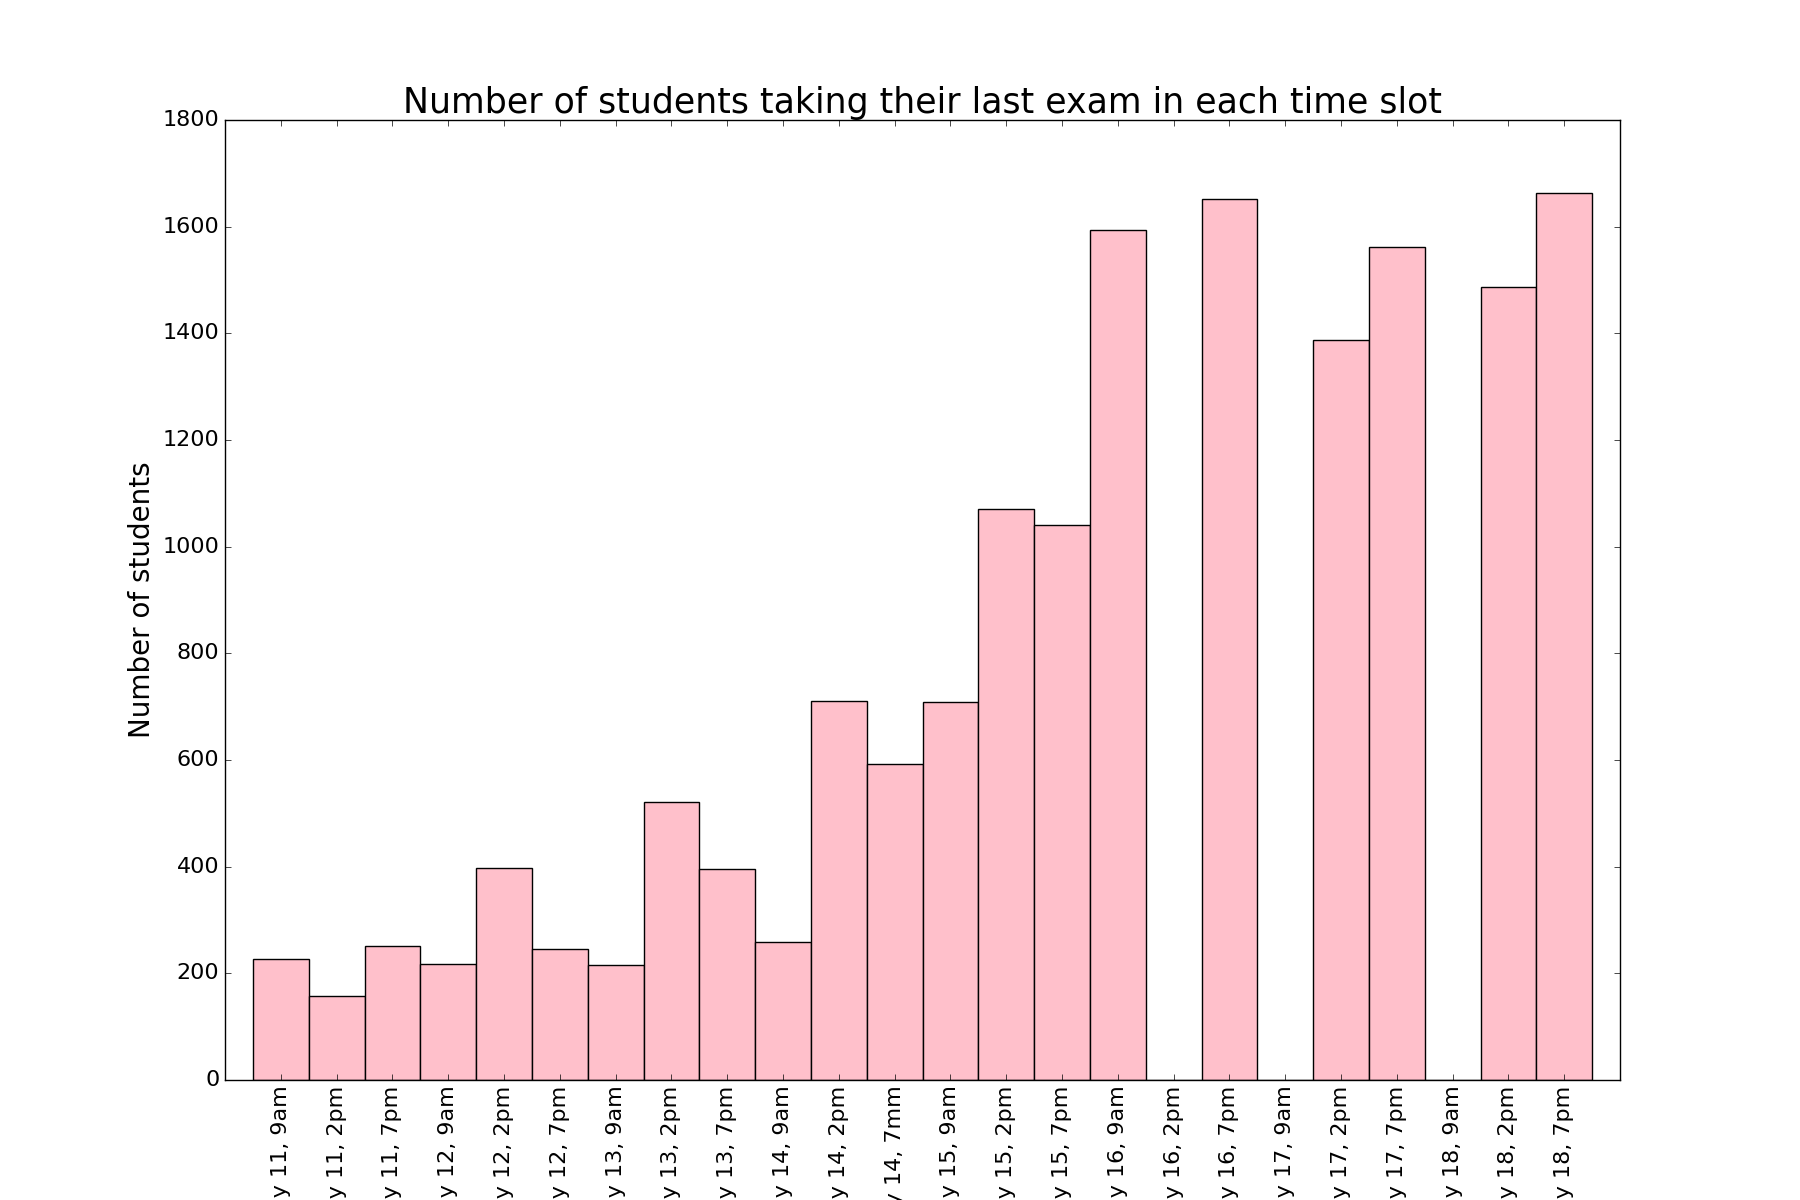 Number of students taking their last exam in each time slot
Number of students
1800
1600
1400
1200
1000
800
600
400
200
0
y 11, 9am
y 11, 2pm
y 11, 7pm
y 12, 9am
y 12, 2pm
y 12, 7pm
y 13, 9am
y 13, 2pm
y 13, 7pm
y 14, 9am
y 14, 2pm
y 14, 7mm
y 15, 9am
y 15, 2pm
y 15, 7pm
y 16, 9am
y 16, 2pm
y 16, 7pm
y 17, 9am
y 17, 2pm
y 17, 7pm
y 18, 9am
y 18, 2pm
y 18, 7pm